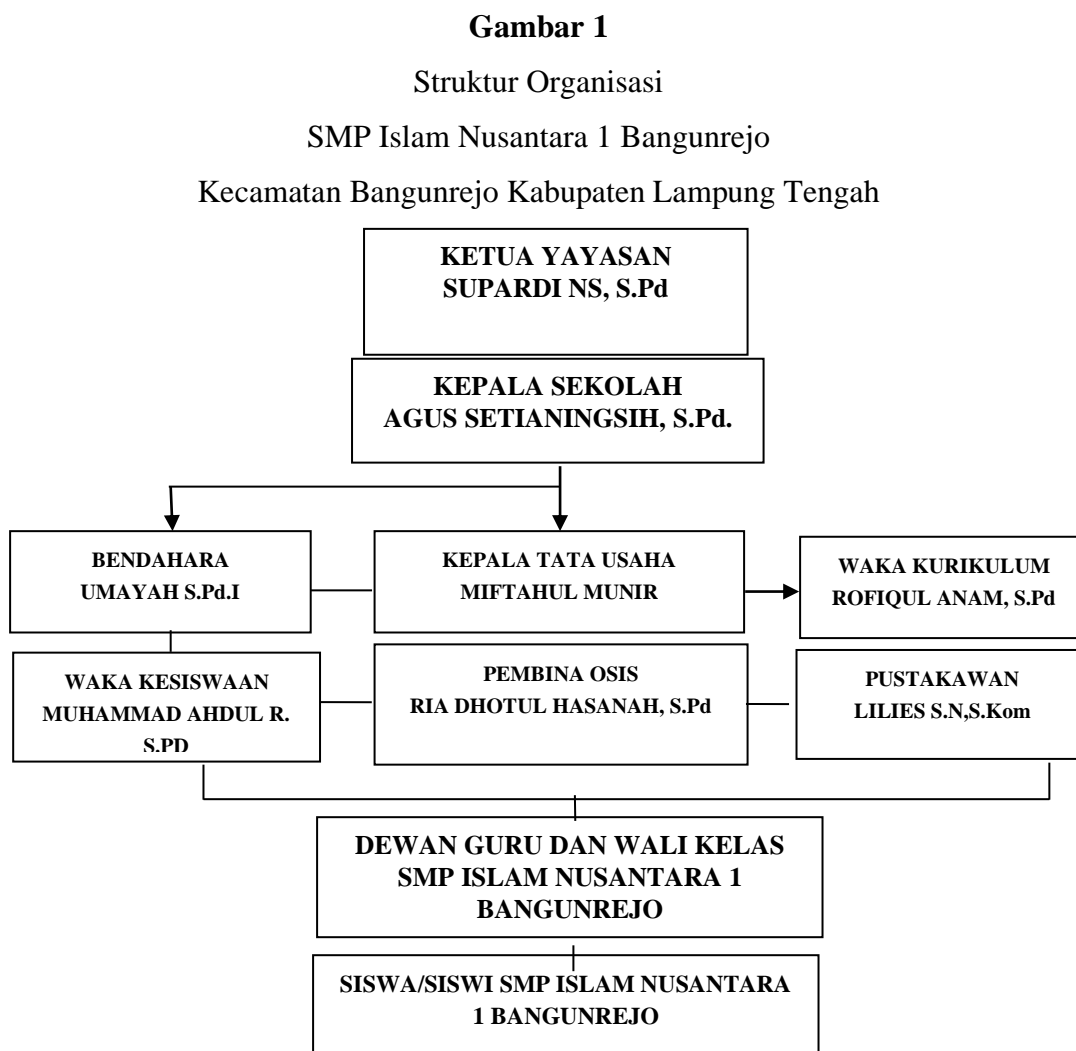 Gambar 1
Struktur Organisasi
SMP Islam Nusantara 1 Bangunrejo
Kecamatan Bangunrejo Kabupaten Lampung Tengah
KETUA YAYASAN
SUPARDI NS, S.Pd
KEPALA SEKOLAH
AGUS SETIANINGSIH, S.Pd.
BENDAHARA
UMAYAH S.Pd.I
KEPALA TATA USAHA
MIFTAHUL MUNIR
WAKA KURIKULUM
ROFIQUL ANAM, S.Pd
WAKA KESISWAAN
MUHAMMAD AHDUL R.
S.PD
PEMBINA OSIS
RIA DHOTUL HASANAH, S.Pd
PUSTAKAWAN
LILIES S.N,S.Kom
DEWAN GURU DAN WALI KELAS
SMP ISLAM NUSANTARA 1
BANGUNREJO
SISWA/SISWI SMP ISLAM NUSANTARA
1 BANGUNREJO